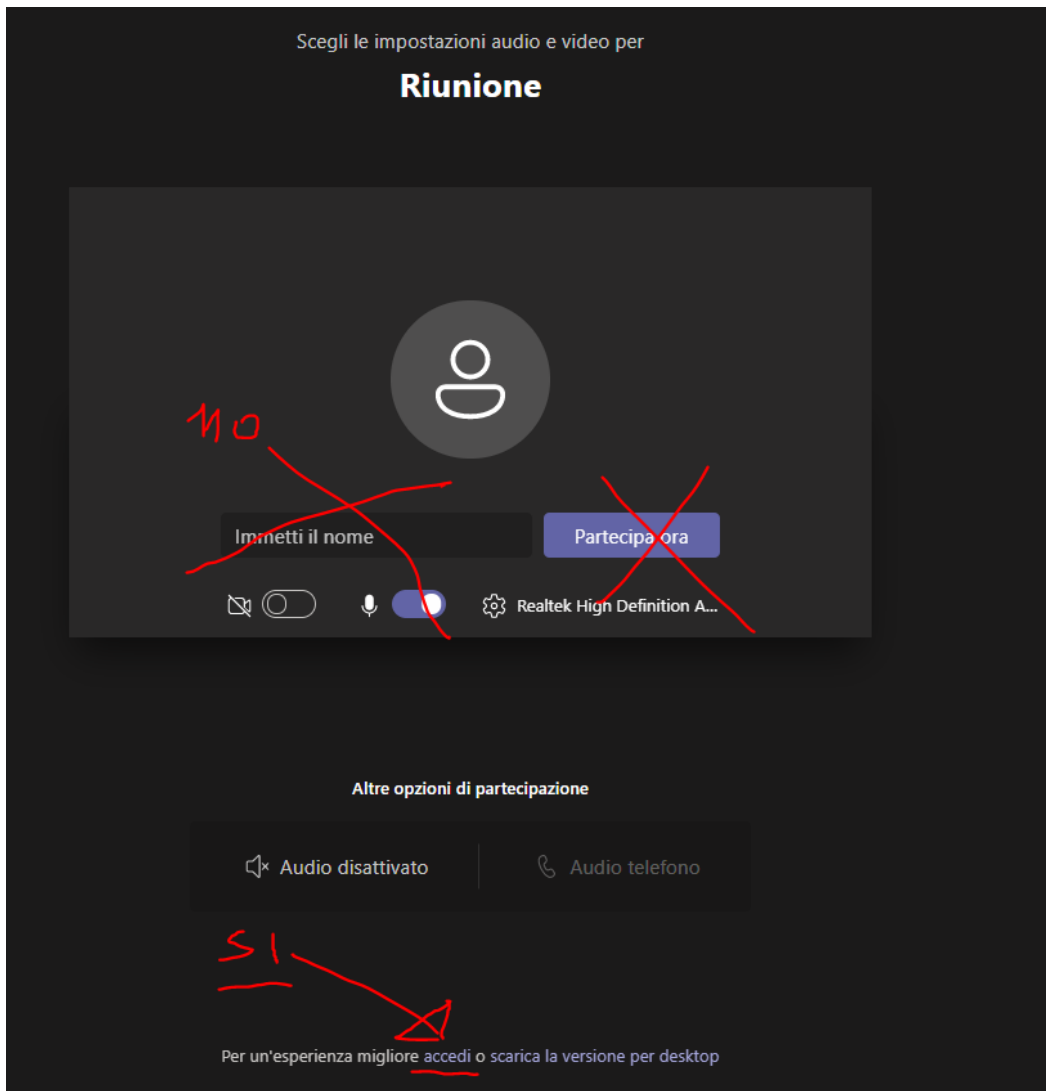 Scegli le impostazioni audio e video per
Riunione
NO
Immetti il nome
Partecipa ora
Realtek High Definition A...
Altre opzioni di partecipazione
Audio disattivato
Audio telefono
SI
Per un'esperienza migliore accedi o scarica la versione per desktop